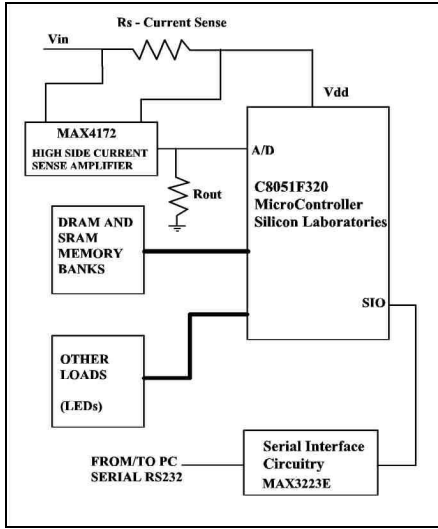 Rs - Current Sense
Vin
Vdd
MAX4172
HIGH SIDE CURRENT
SENSE AMPLIFIER
A/D
C8051F320
MicroController
Silicon Laboratories
Rout
DRAM AND
SRAM
MEMORY
BANKS
SIO
OTHER
LOADS
(LEDs)
Serial Interface
Circuitry
MAX3223E
FROM/TO PC
SERIAL RS232